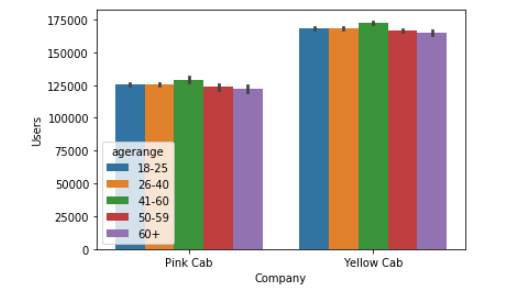 175000
150000
125000
100000
75000
50000
25000
0
Users
agerange
18-25
26-40
41-60
50-59
60+
Pink Cab
Yellow Cab
Company